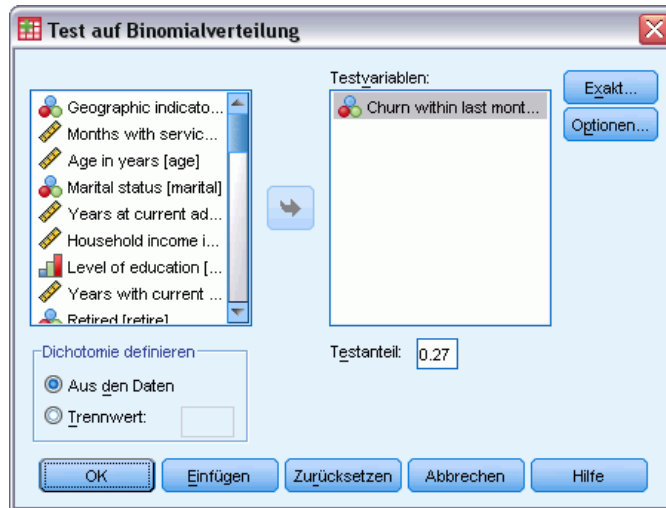 Test auf Binomialverteilung
Testvariablen:
Geographic indicato...
Months with servic...
Age in years [age]
Marital status [marital]
Years at current ad...
Household income i...
Level of education [...
Years with current ...
Retired [retire]
Churn within last mont...
Exakt...
Optionen...
Dichotomie definieren
Aus den Daten
Trennwert:
Testanteil: 0.27
OK Einfügen Zurücksetzen Abbrechen Hilfe